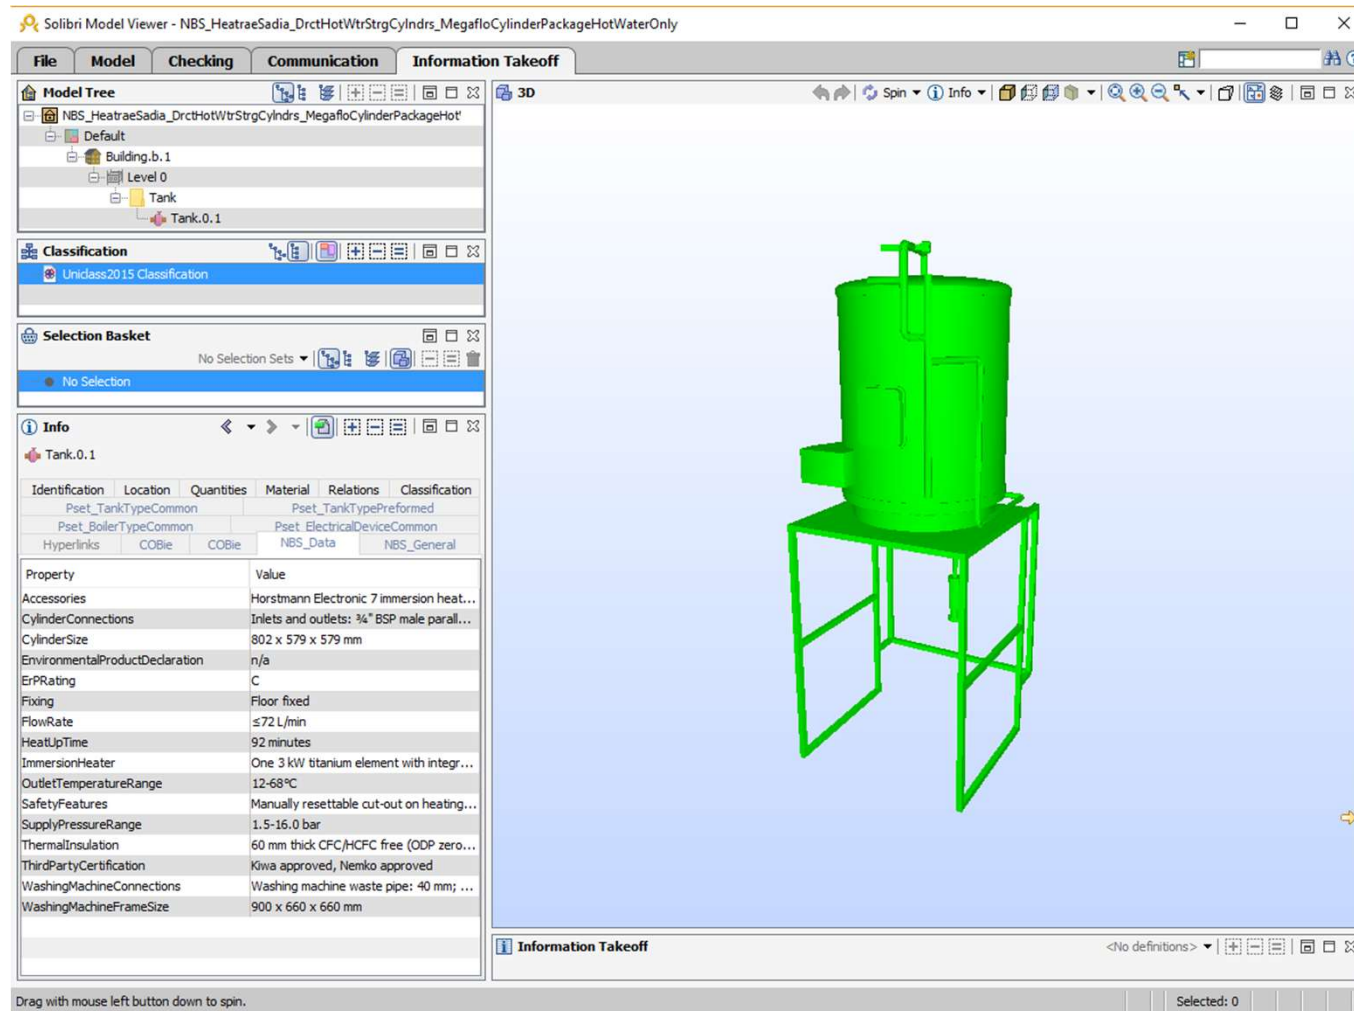 Solibri Model Viewer - NBS_HeatraeSadia_DrctHotWtrStrgCylndrs_MegafloCylinderPackageHotWaterOnly
File Model Checking Communication Information Takeoff
Model Tree
NBS_HeatraeSadia_DrctHotWtrStrgCylndrs_MegafloCylinderPackageHot'
Default
Building.b.1
Level 0
Tank
Tank.0.1
Classification
Uniclass2015 Classification
Selection Basket
No Selection Sets
No Selection
Info
Tank.0.1
Identification Location Quantities Material Relations Classification
Pset_TankTypeCommon Pset_TankTypePreformed
Pset_BoilerTypeCommon Pset_ElectricalDeviceCommon
Hyperlinks COBie COBie NBS_Data NBS_General
Property Value
Accessories Horstmann Electronic 7 immersion heat...
CylinderConnections Inlets and outlets: ¾" BSP male parall...
CylinderSize 802 x 579 x 579 mm
EnvironmentalProductDedaration n/a
ErPRating C
Fixing Floor fixed
FlowRate ≤72 L/min
HeatUpTime 92 minutes
ImmersionHeater One 3 kW titanium element with integr...
OutletTemperatureRange 12-68°C
SafetyFeatures Manually resettable cut-out on heating...
SupplyPressureRange 1.5-16.0 bar
ThermalInsulation 60 mm thick CFC/HCFC free (ODP zero...
ThirdPartyCertification Kiwa approved, Nemko approved
WashingMachineConnections Washing machine waste pipe: 40 mm; ...
WashingMachineFrameSize 900 x 660 x 660 mm
3D Spin Info
Information Takeoff <No definitions>
Drag with mouse left button down to spin. Selected: 0